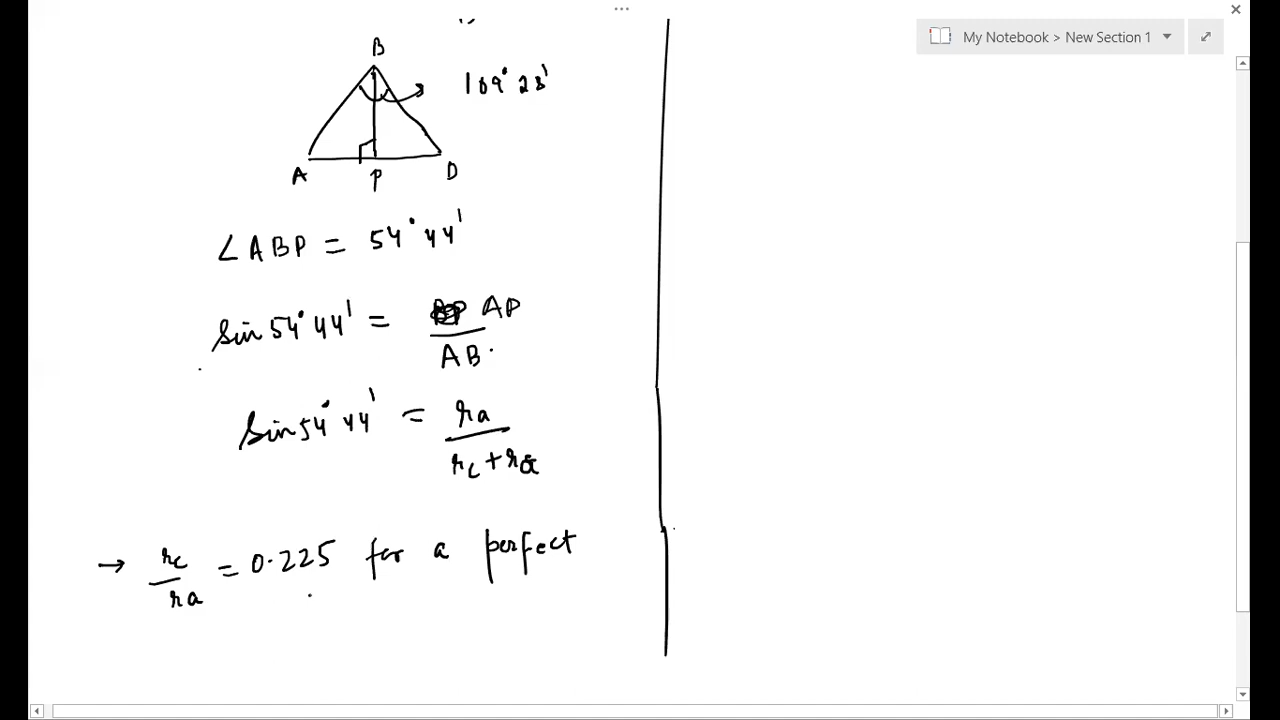 My Notebook > New Section 1
B
109° 28'
A
P
D
∠ABP = 54° 44'
Sin 54° 44' = AP
AB
Sin 54° 44' = ra
rc + ra
→ rc = 0.225 for a perfect
ra